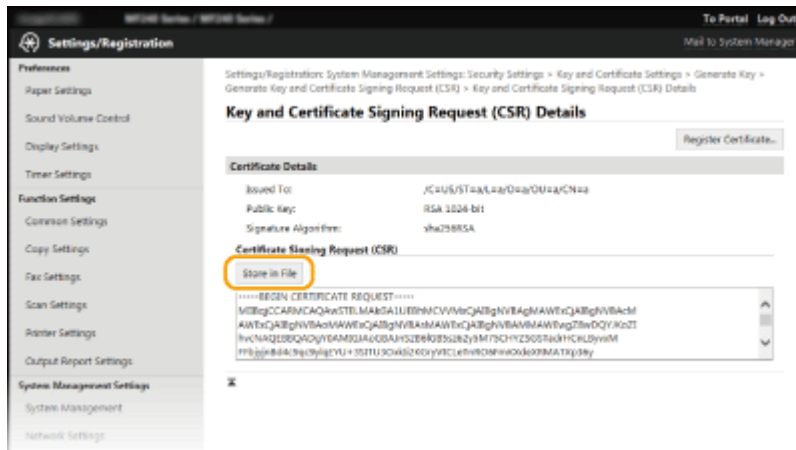 MF240 Series / MF240 Series /
To Portal Log Out
Settings/Registration
Mail to System Manager
Preferences
Paper Settings
Sound Volume Control
Display Settings
Timer Settings
Function Settings
Common Settings
Copy Settings
Fax Settings
Scan Settings
Printer Settings
Output Report Settings
System Management Settings
System Management
Network Settings
Settings/Registration: System Management Settings: Security Settings > Key and Certificate Settings > Generate Key >
Generate Key and Certificate Signing Request (CSR) > Key and Certificate Signing Request (CSR) Details
Key and Certificate Signing Request (CSR) Details
Register Certificate...
Certificate Details
Issued To: /C=US/ST=a/L=a/O=a/OU=a/CN=a
Public Key: RSA 1024-bit
Signature Algorithm: sha256RSA
Certificate Signing Request (CSR)
Store in File
-----BEGIN CERTIFICATE REQUEST-----